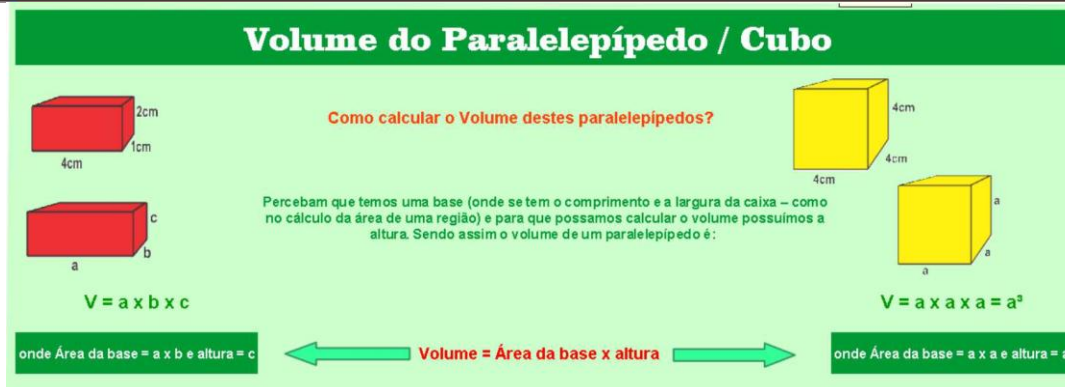 Volume do Paralelepípedo / Cubo
2cm
1cm
4cm
Como calcular o Volume destes paralelepípedos?
4cm
4cm
4cm
Percebam que temos uma base (onde se tem o comprimento e a largura da caixa – como
no cálculo da área de uma região) e para que possamos calcular o volume possuímos a
altura. Sendo assim o volume de um paralelepípedo é:
c
b
a
a
a
a
V = a x b x c
V = a x a x a = a³
onde Área da base = a x b e altura = c
Volume = Área da base x altura
onde Área da base = a x a e altura = a